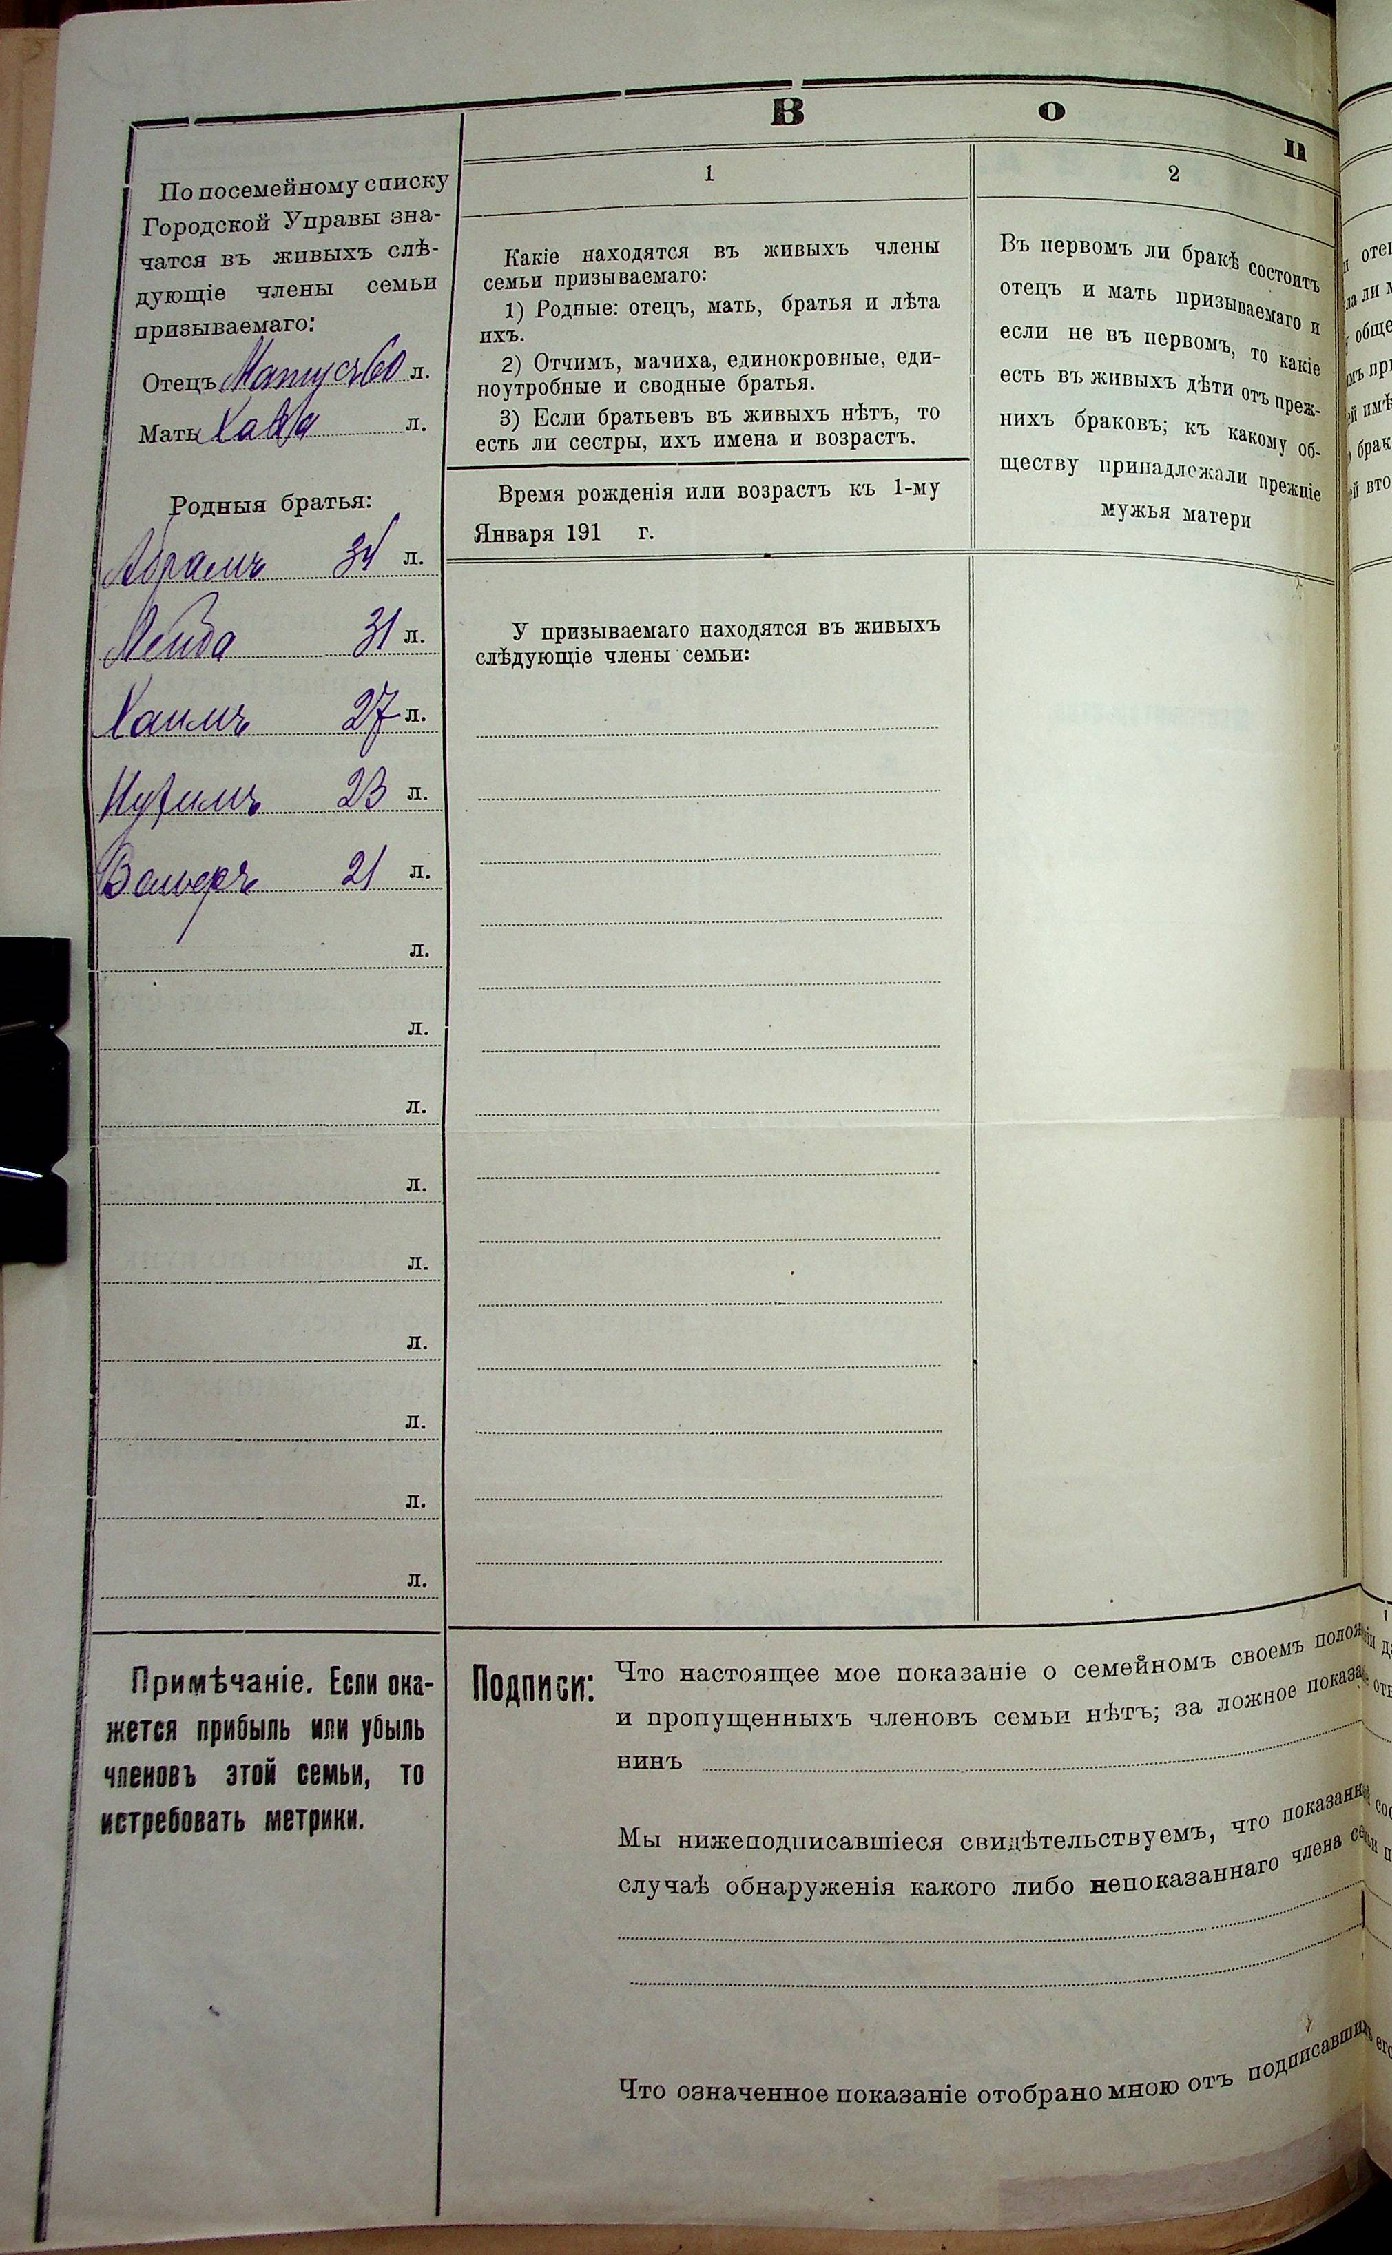 В о п
По посемейному списку
Городской Управы зна-
чатся въ живыхъ слѣ-
дующіе члены семьи
призываемаго:
Отецъ Матусъ 60 л.
Мать Хавa л.
Родныя братья:
Абрамъ 34 л.
Лейба 31 л.
Хаимъ 27 л.
23 л.
Вольфъ 21 л.
л.
л.
л.
л.
л.
л.
л.
л.
л.
Примѣчаніе. Если ока-
жется прибыль или убыль
членовъ этой семьи, то
истребовать метрики.
1
Какіе находятся въ живыхъ члены
семьи призываемаго:
1) Родные: отецъ, мать, братья и лѣта
ихъ.
2) Отчимъ, мачиха, единокровные, еди-
ноутробные и сводные братья.
3) Если братьевъ въ живыхъ нѣтъ, то
есть ли сестры, ихъ имена и возрастъ.
Время рожденія или возрастъ къ 1-му
Января 191 г.
У призываемаго находятся въ живыхъ
слѣдующіе члены семьи:
2
Въ первомъ ли бракѣ состоитъ
отецъ и мать призываемаго и
если не въ первомъ, то какіе
есть въ живыхъ дѣти отъ преж-
нихъ браковъ; къ какому об-
ществу принадлежали прежніе
мужья матери
Подписи:
Что настоящее мое показаніе о семейномъ своемъ полож
и пропущенныхъ членовъ семьи нѣтъ; за ложное показа
нинъ
Мы нижеподписавшіеся свидѣтельствуемъ, что показанн
случаѣ обнаруженія какого либо непоказаннаго члена се
Что означенное показаніе отобрано мною отъ подписавших